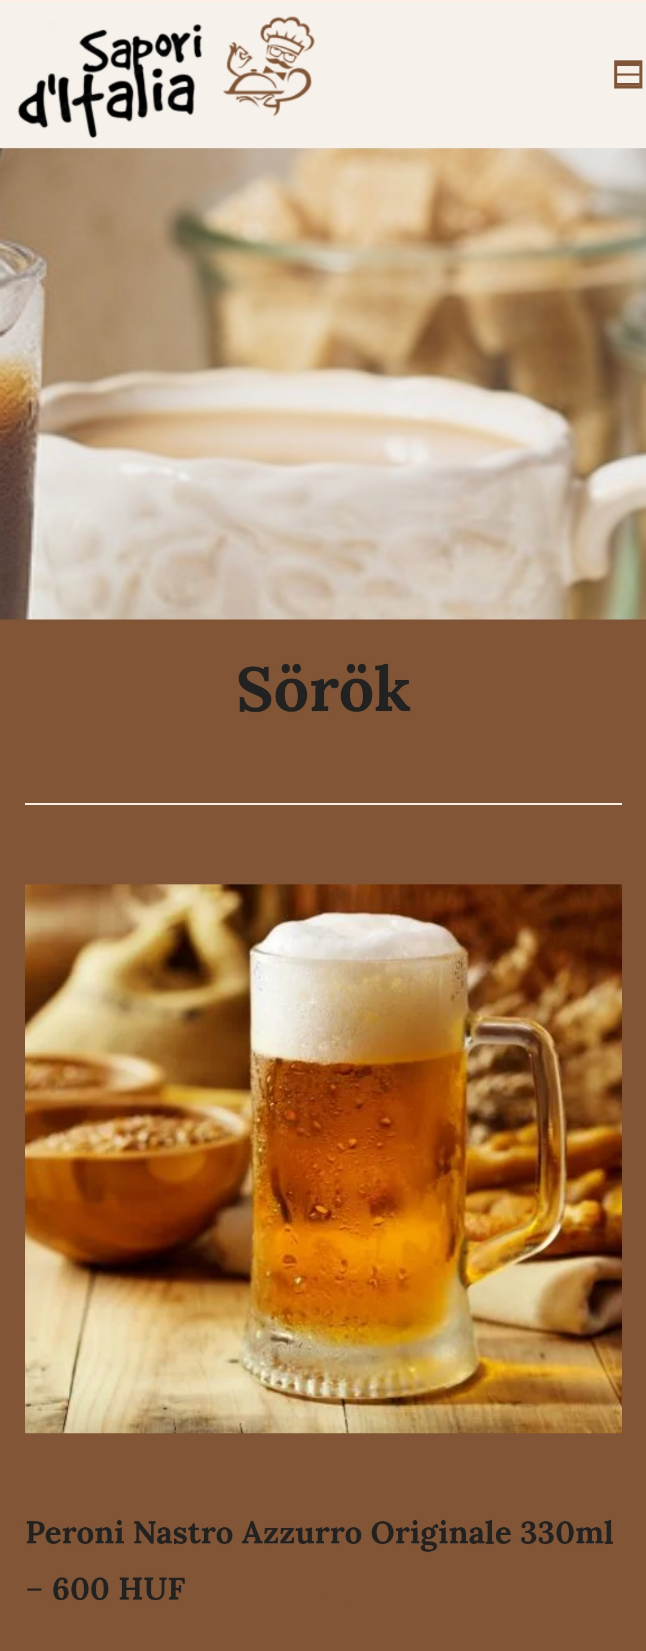 Sapori
d'Italia
Sörök
Peroni Nastro Azzurro Originale 330ml
– 600 HUF